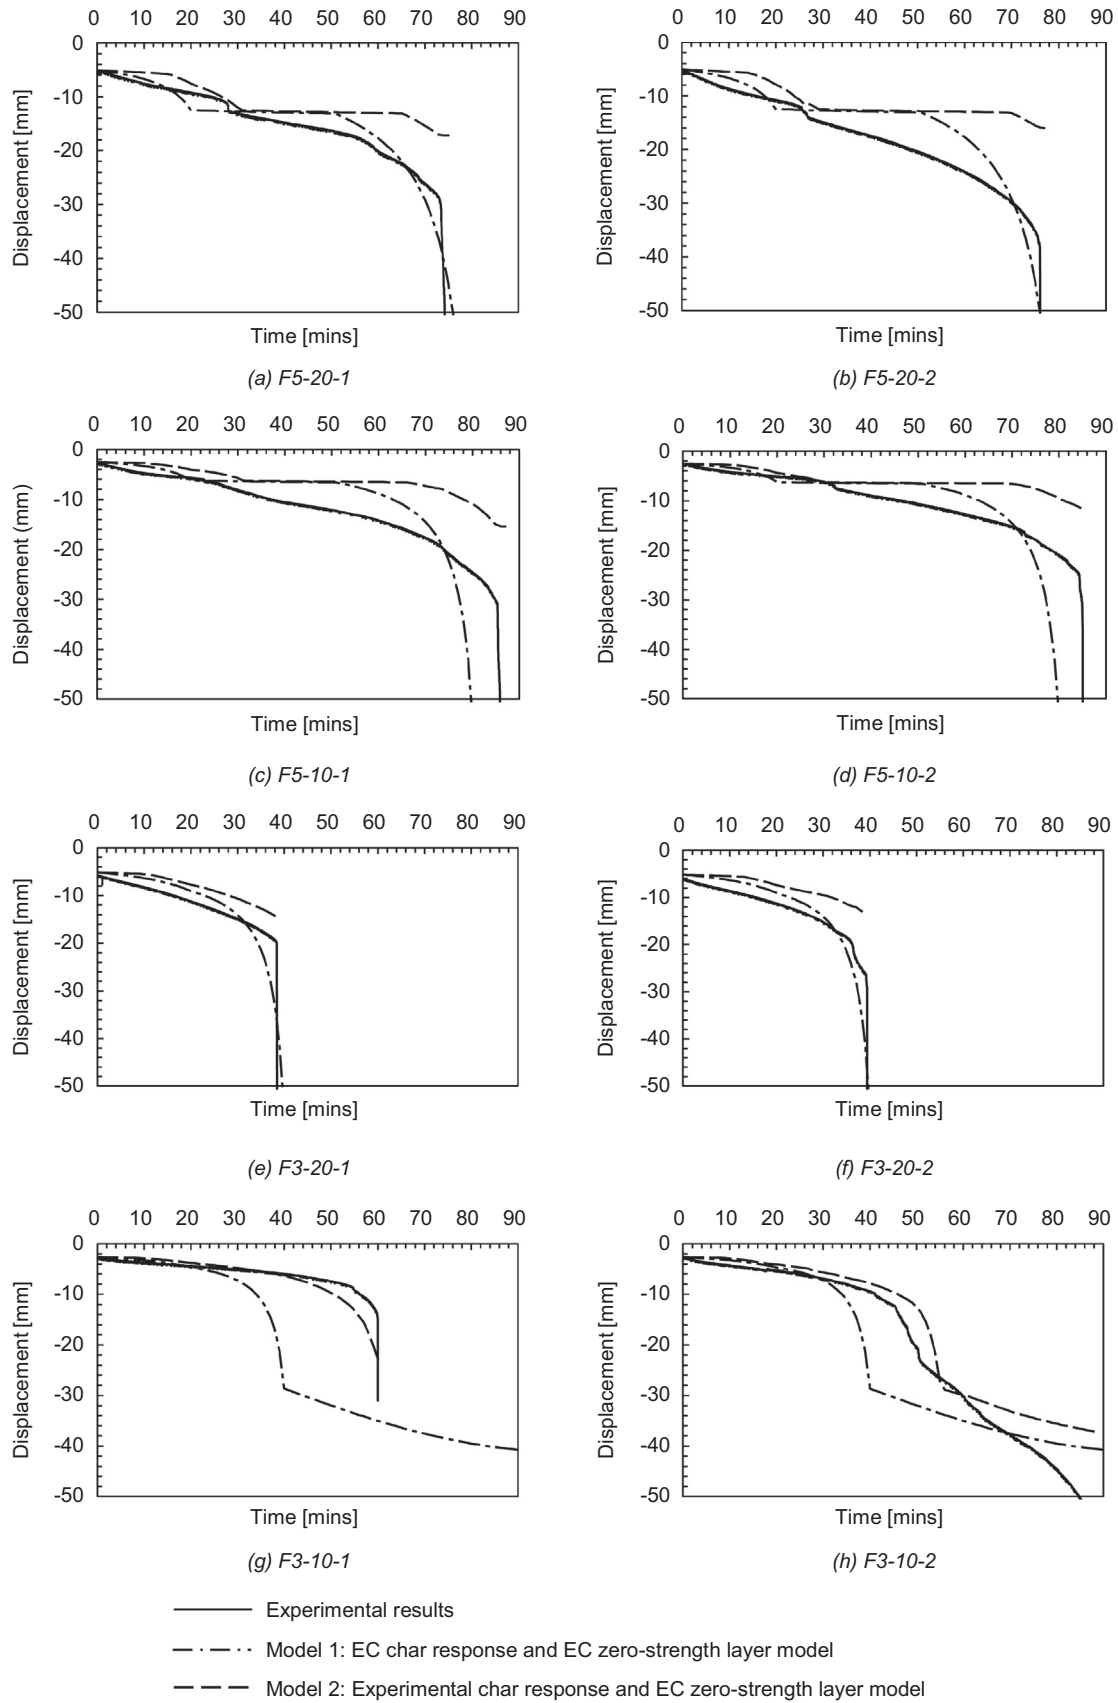 0 10 20 30 40 50 60 70 80 90
0
-10
-20
-30
-40
-50
Displacement [mm]
Time [mins]
(a) F5-20-1
0 10 20 30 40 50 60 70 80 90
0
-10
-20
-30
-40
-50
Displacement [mm]
Time [mins]
(b) F5-20-2
0 10 20 30 40 50 60 70 80 90
0
-10
-20
-30
-40
-50
Displacement (mm)
Time [mins]
(c) F5-10-1
0 10 20 30 40 50 60 70 80 90
0
-10
-20
-30
-40
-50
Displacement [mm]
Time [mins]
(d) F5-10-2
0 10 20 30 40 50 60 70 80 90
0
-10
-20
-30
-40
-50
Displacement [mm]
Time [mins]
(e) F3-20-1
0 10 20 30 40 50 60 70 80 90
0
-10
-20
-30
-40
-50
Displacement [mm]
Time [mins]
(f) F3-20-2
0 10 20 30 40 50 60 70 80 90
0
-10
-20
-30
-40
-50
Displacement [mm]
Time [mins]
(g) F3-10-1
0 10 20 30 40 50 60 70 80 90
0
-10
-20
-30
-40
-50
Displacement [mm]
Time [mins]
(h) F3-10-2
Experimental results
Model 1: EC char response and EC zero-strength layer model
Model 2: Experimental char response and EC zero-strength layer model